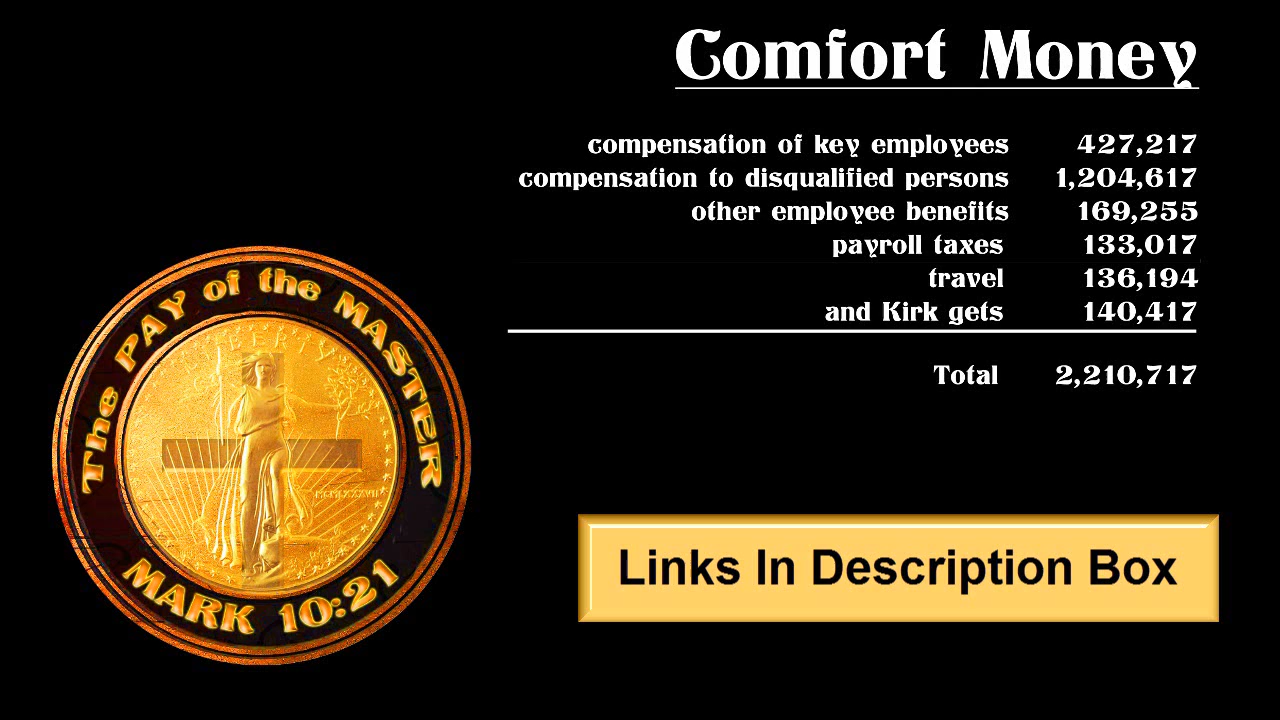 Comfort Money
compensation of key employees 427,217
compensation to disqualified persons 1,204,617
other employee benefits 169,255
payroll taxes 133,017
travel 136,194
and Kirk gets 140,417
Total 2,210,717
The PAY of the MASTER
LIBERTY
MARK 10:21
Links In Description Box